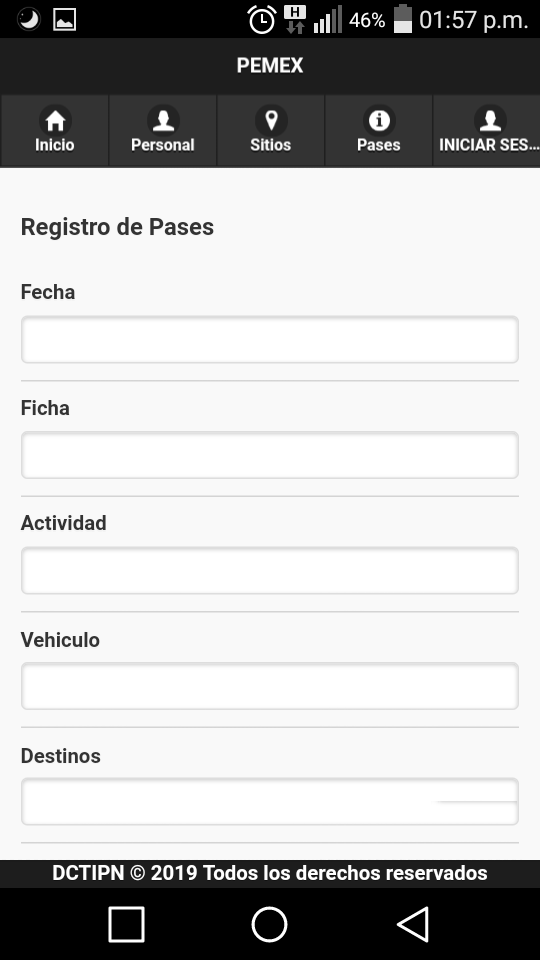 H 46% 01:57 p.m.
PEMEX
Inicio Personal Sitios Pases INICIAR SES...
Registro de Pases
Fecha
Ficha
Actividad
Vehiculo
Destinos
DCTIPN © 2019 Todos los derechos reservados